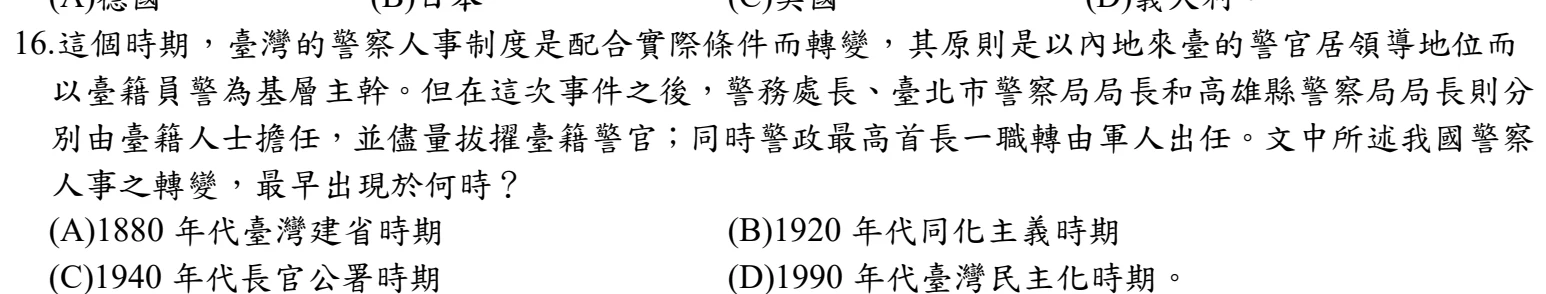 (A)德國 (B)日本 (C)英國 (D)義大利。
16.這個時期，臺灣的警察人事制度是配合實際條件而轉變，其原則是以內地來臺的警官居領導地位而
以臺籍員警為基層主幹。但在這次事件之後，警務處長、臺北市警察局局長和高雄縣警察局局長則分
別由臺籍人士擔任，並儘量拔擢臺籍警官；同時警政最高首長一職轉由軍人出任。文中所述我國警察
人事之轉變，最早出現於何時？
(A)1880 年代臺灣建省時期 (B)1920 年代同化主義時期
(C)1940 年代長官公署時期 (D)1990 年代臺灣民主化時期。